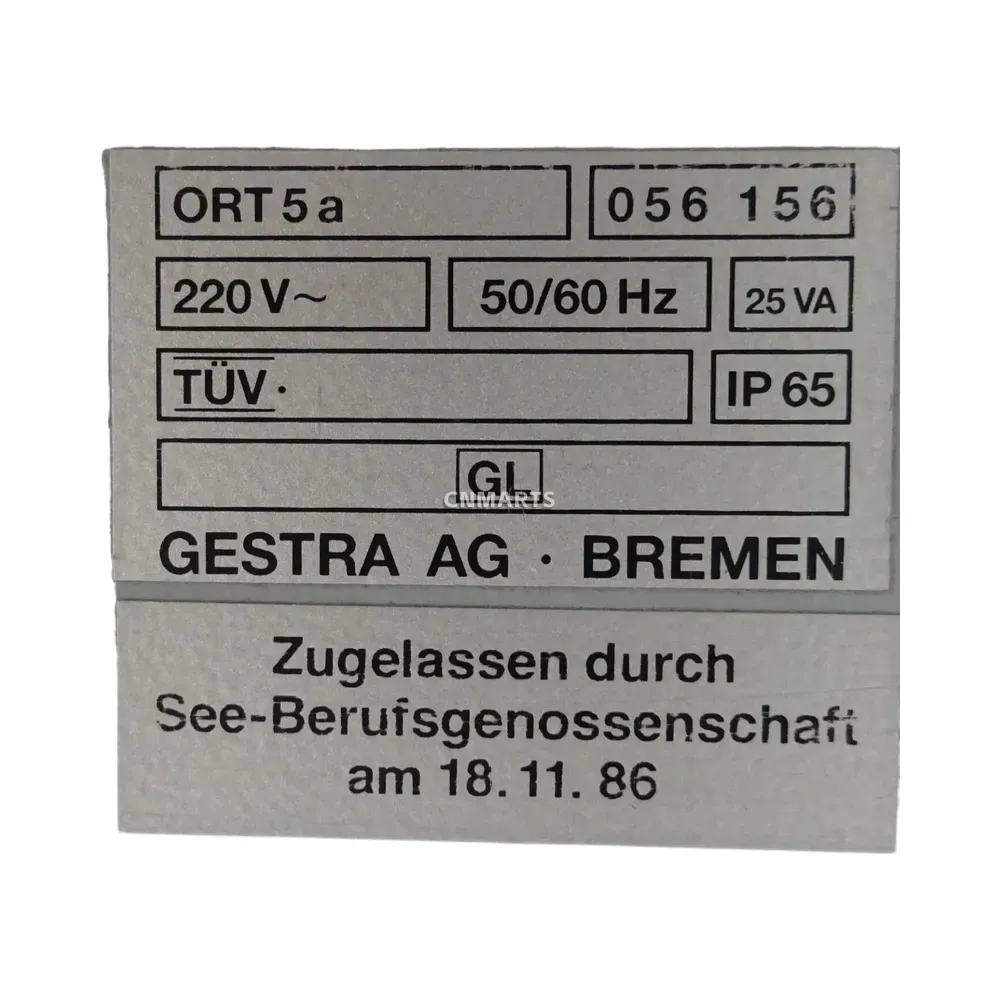 ORT 5 a 056 156
220 V~ 50/60 Hz 25 VA
TÜV · IP 65
GL
CNMARTS
GESTRA AG · BREMEN
Zugelassen durch
See-Berufsgenossenschaft
am 18. 11. 86